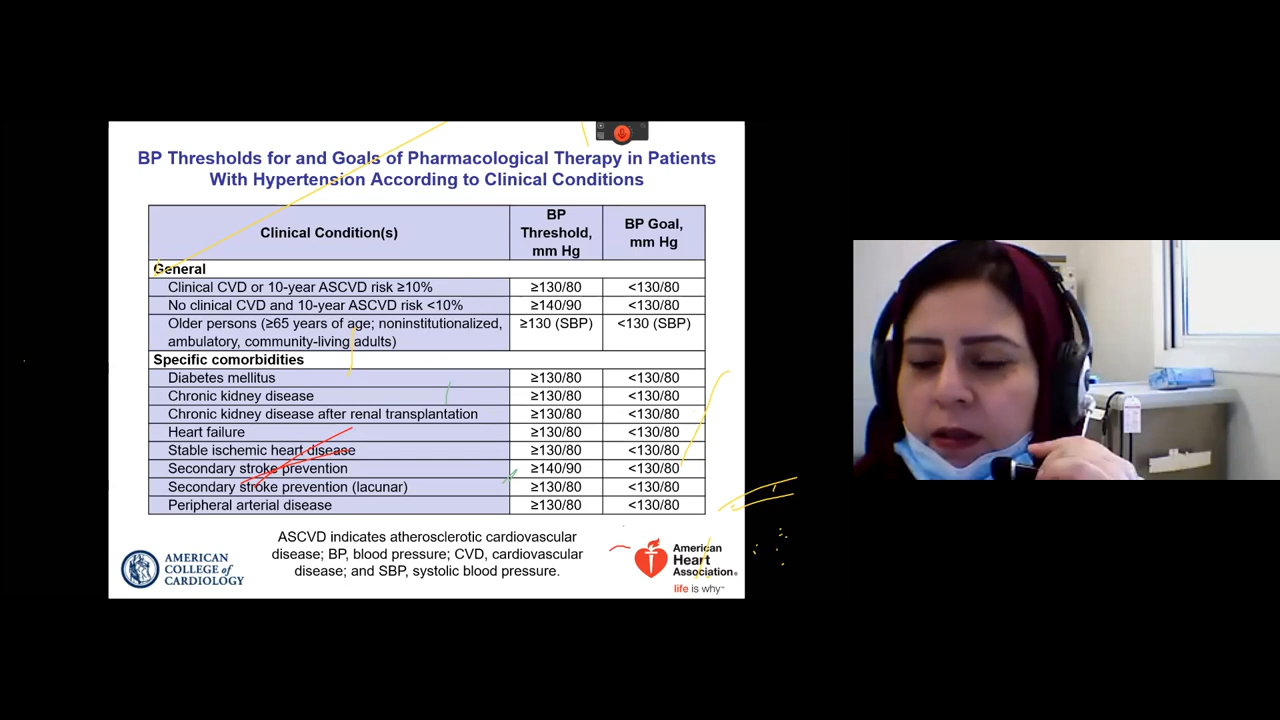 BP Thresholds for and Goals of Pharmacological Therapy in Patients
With Hypertension According to Clinical Conditions
Clinical Condition(s) BP Threshold, mm Hg BP Goal, mm Hg
General
Clinical CVD or 10-year ASCVD risk ≥10% ≥130/80 <130/80
No clinical CVD and 10-year ASCVD risk <10% ≥140/90 <130/80
Older persons (≥65 years of age; noninstitutionalized, ≥130 (SBP) <130 (SBP)
ambulatory, community-living adults)
Specific comorbidities
Diabetes mellitus ≥130/80 <130/80
Chronic kidney disease ≥130/80 <130/80
Chronic kidney disease after renal transplantation ≥130/80 <130/80
Heart failure ≥130/80 <130/80
Stable ischemic heart disease ≥130/80 <130/80
Secondary stroke prevention ≥140/90 <130/80
Secondary stroke prevention (lacunar) ≥130/80 <130/80
Peripheral arterial disease ≥130/80 <130/80
ASCVD indicates atherosclerotic cardiovascular
disease; BP, blood pressure; CVD, cardiovascular
disease; and SBP, systolic blood pressure.
AMERICAN
COLLEGE of
CARDIOLOGY
American
Heart
Association®
life is why™